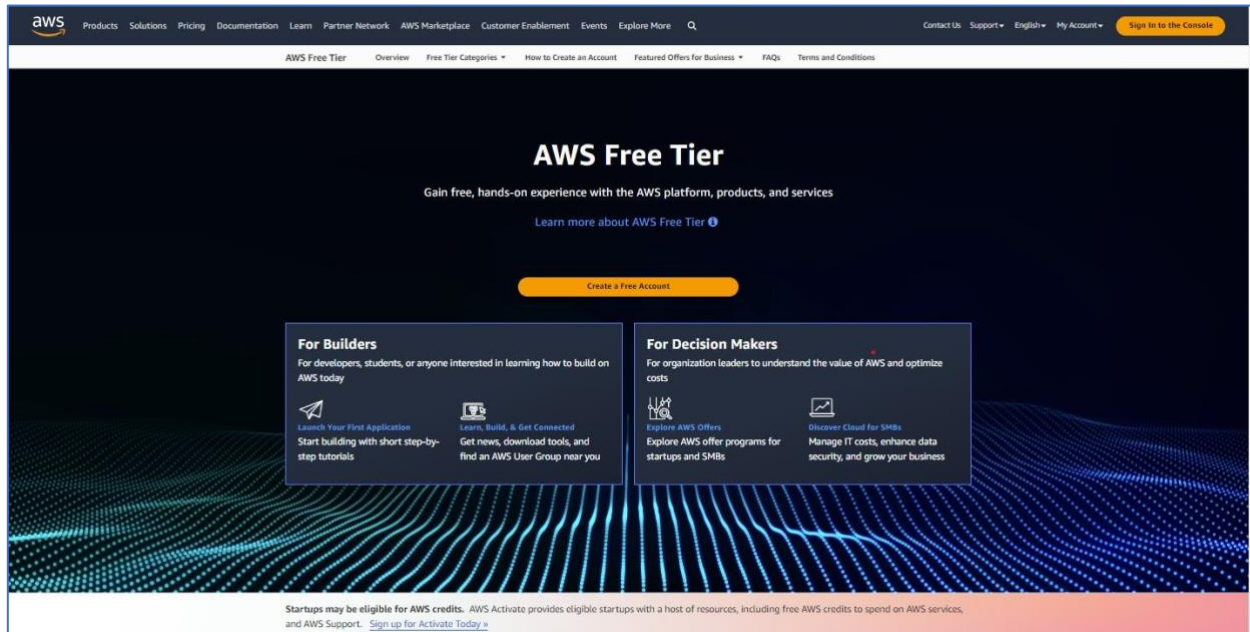 aws Products Solutions Pricing Documentation Learn Partner Network AWS Marketplace Customer Enablement Events Explore More Contact Us Support English My Account Sign In to the Console
AWS Free Tier Overview Free Tier Categories How to Create an Account Featured Offers for Business FAQs Terms and Conditions
AWS Free Tier
Gain free, hands-on experience with the AWS platform, products, and services
Learn more about AWS Free Tier
Create a Free Account
For Builders
For developers, students, or anyone interested in learning how to build on
AWS today
Launch Your First Application
Start building with short step-by-
step tutorials
Learn, Build, & Get Connected
Get news, download tools, and
find an AWS User Group near you
For Decision Makers
For organization leaders to understand the value of AWS and optimize
costs
Explore AWS Offers
Explore AWS offer programs for
startups and SMBs
Discover Cloud for SMBs
Manage IT costs, enhance data
security, and grow your business
Startups may be eligible for AWS credits. AWS Activate provides eligible startups with a host of resources, including free AWS credits to spend on AWS services,
and AWS Support. Sign up for Activate Today »